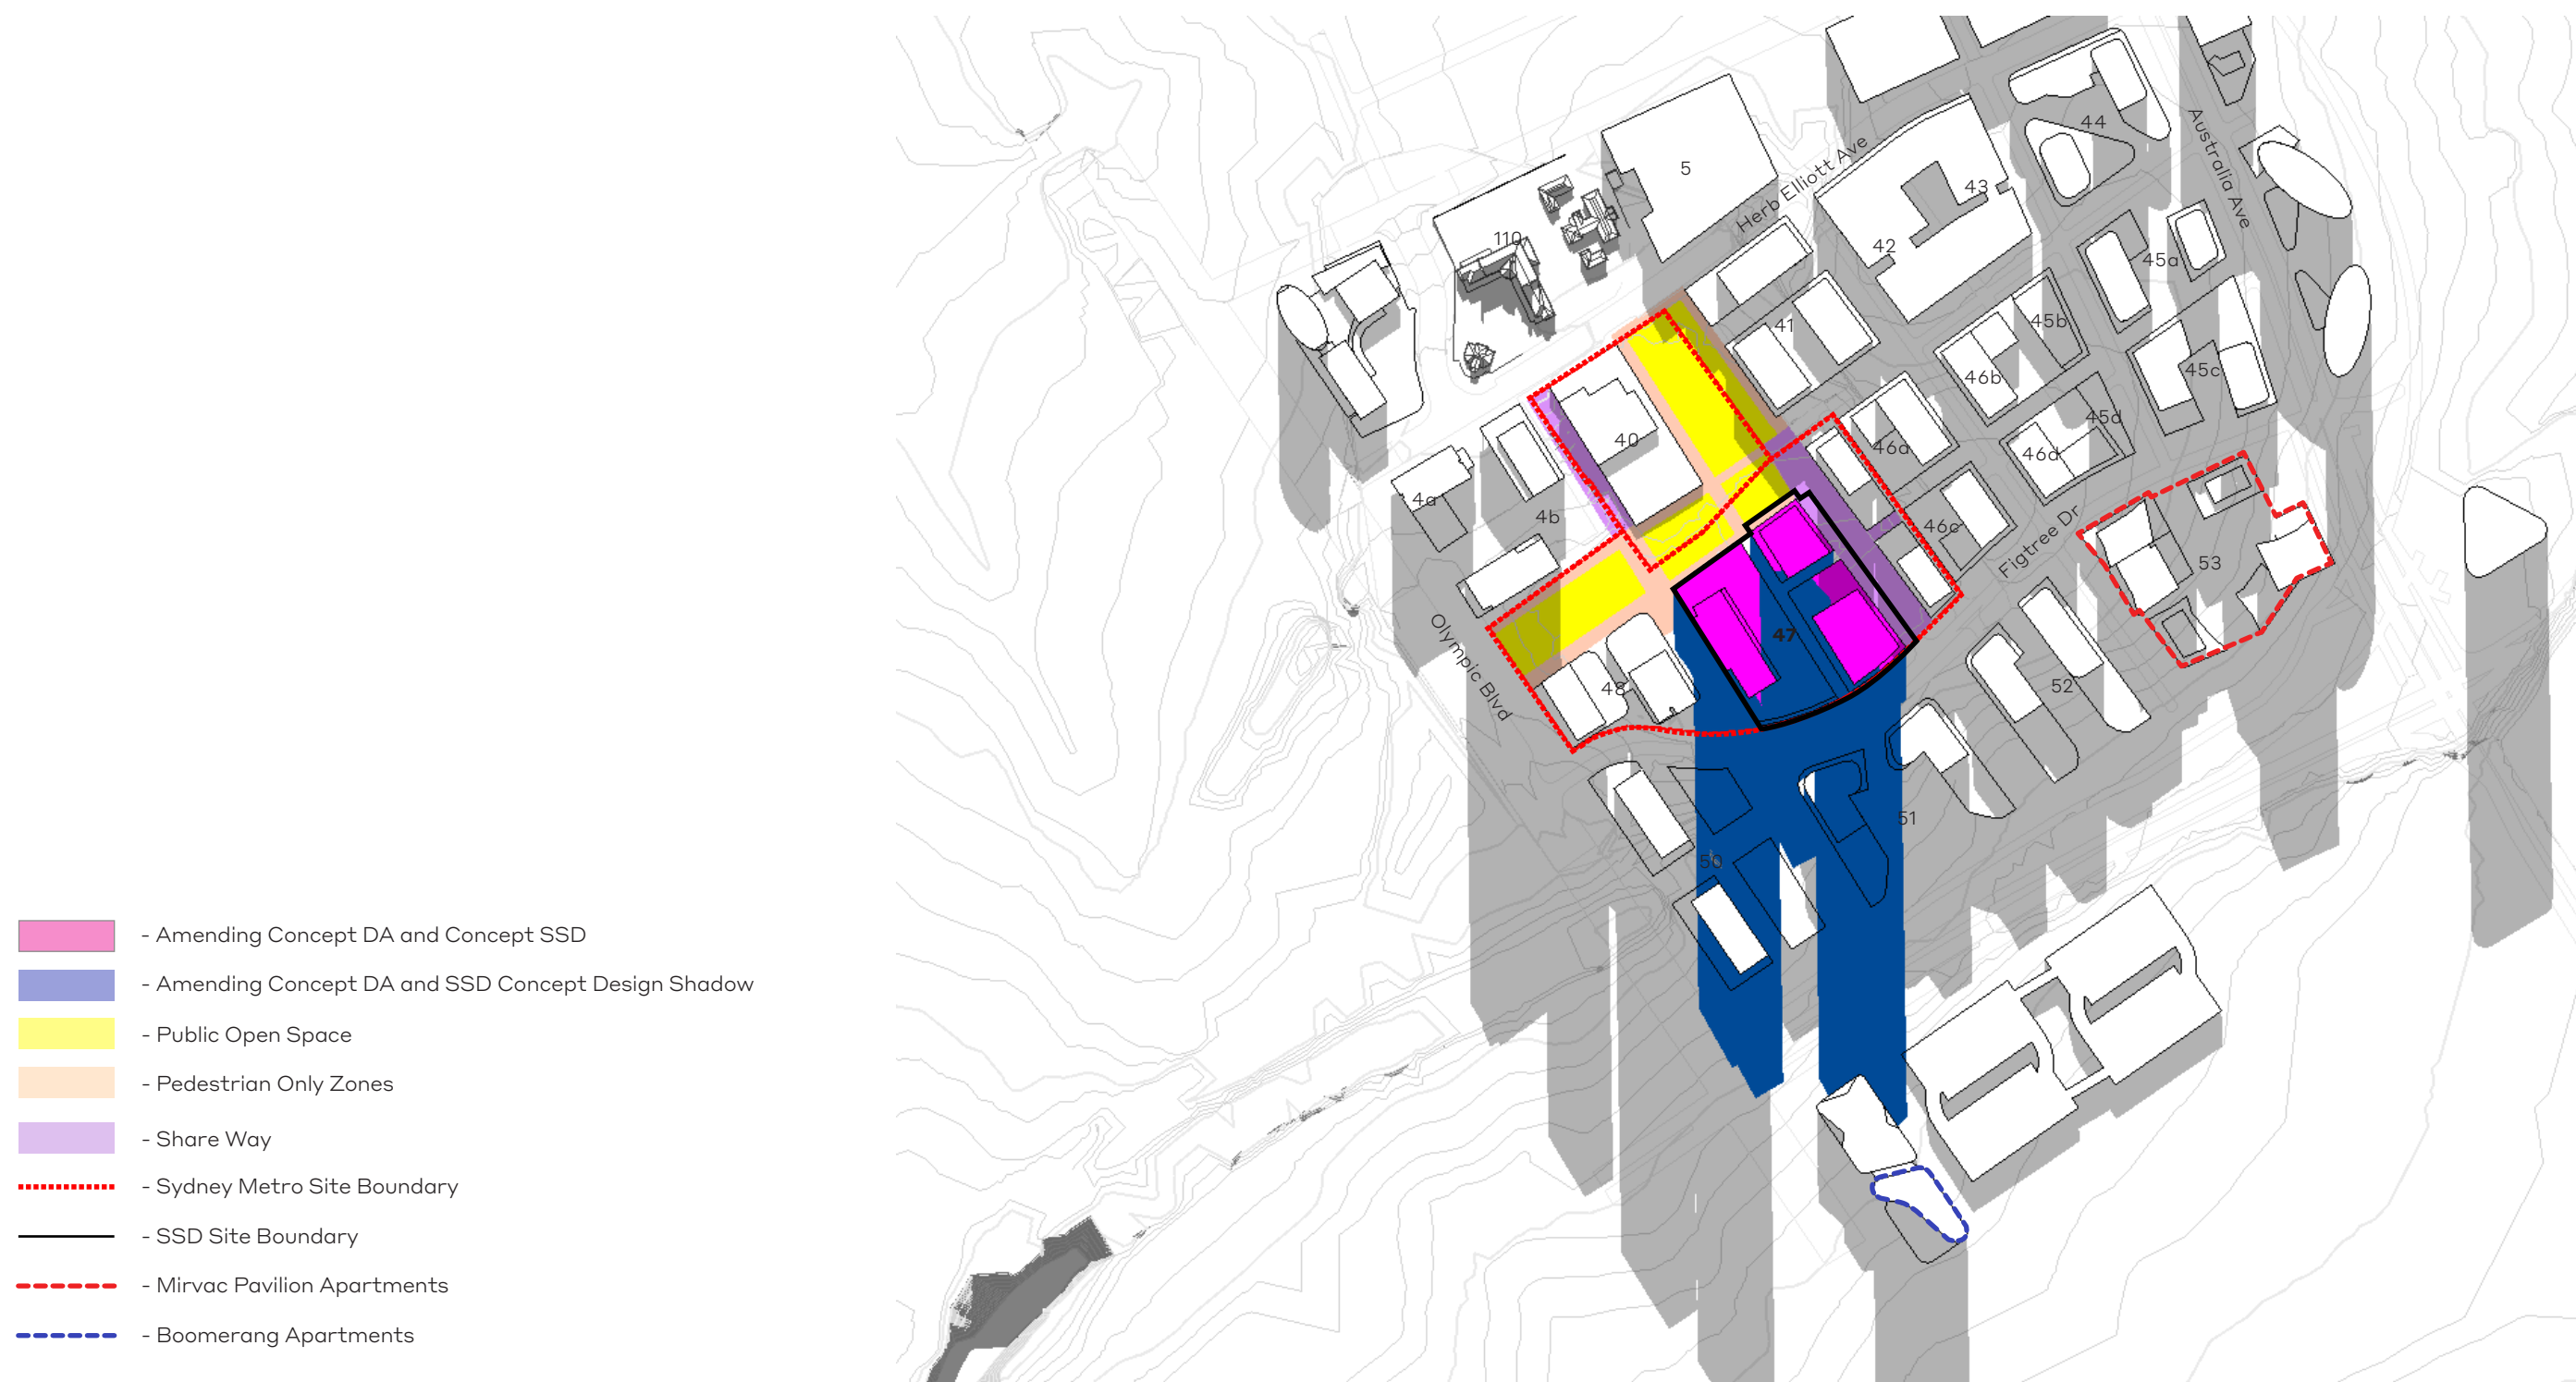 Australia Ave
44
5
Herb Elliott Ave
43
110
42
45a
41
45b
46b
45c
40
46a
45d
46d
4a
4b
46c
Figtree Dr
53
Olympic Blvd
47
48
52
51
50
- Amending Concept DA and Concept SSD
- Amending Concept DA and SSD Concept Design Shadow
- Public Open Space
- Pedestrian Only Zones
- Share Way
- Sydney Metro Site Boundary
- SSD Site Boundary
- Mirvac Pavilion Apartments
- Boomerang Apartments